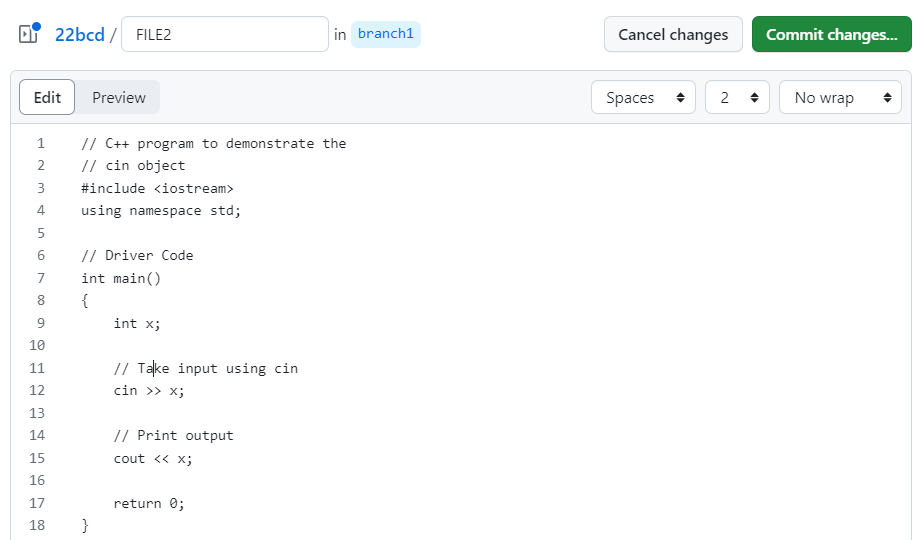 22bcd / FILE2 in branch1 Cancel changes Commit changes...
Edit Preview Spaces 2 No wrap
1 // C++ program to demonstrate the
2 // cin object
3 #include <iostream>
4 using namespace std;
5
6 // Driver Code
7 int main()
8 {
9 int x;
10
11 // Take input using cin
12 cin >> x;
13
14 // Print output
15 cout << x;
16
17 return 0;
18 }